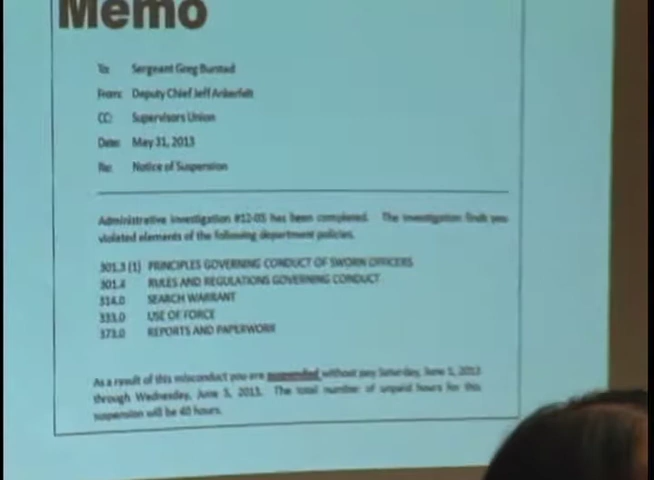 Memo
To: Sergeant Greg Burstad
From: Deputy Chief Jeff Ankerfelt
CC: Supervisors Union
Date: May 31, 2013
Re: Notice of Suspension
Administrative investigation #12-05 has been completed. The investigation finds you
violated elements of the following department policies.
301.3 (1) PRINCIPLES GOVERNING CONDUCT OF SWORN OFFICERS
301.4 RULES AND REGULATIONS GOVERNING CONDUCT
314.0 SEARCH WARRANT
333.0 USE OF FORCE
373.0 REPORTS AND PAPERWORK
As a result of this misconduct you are suspended without pay Saturday, June 1, 2013
through Wednesday, June 5, 2013. The total number of unpaid hours for this
suspension will be 40 hours.